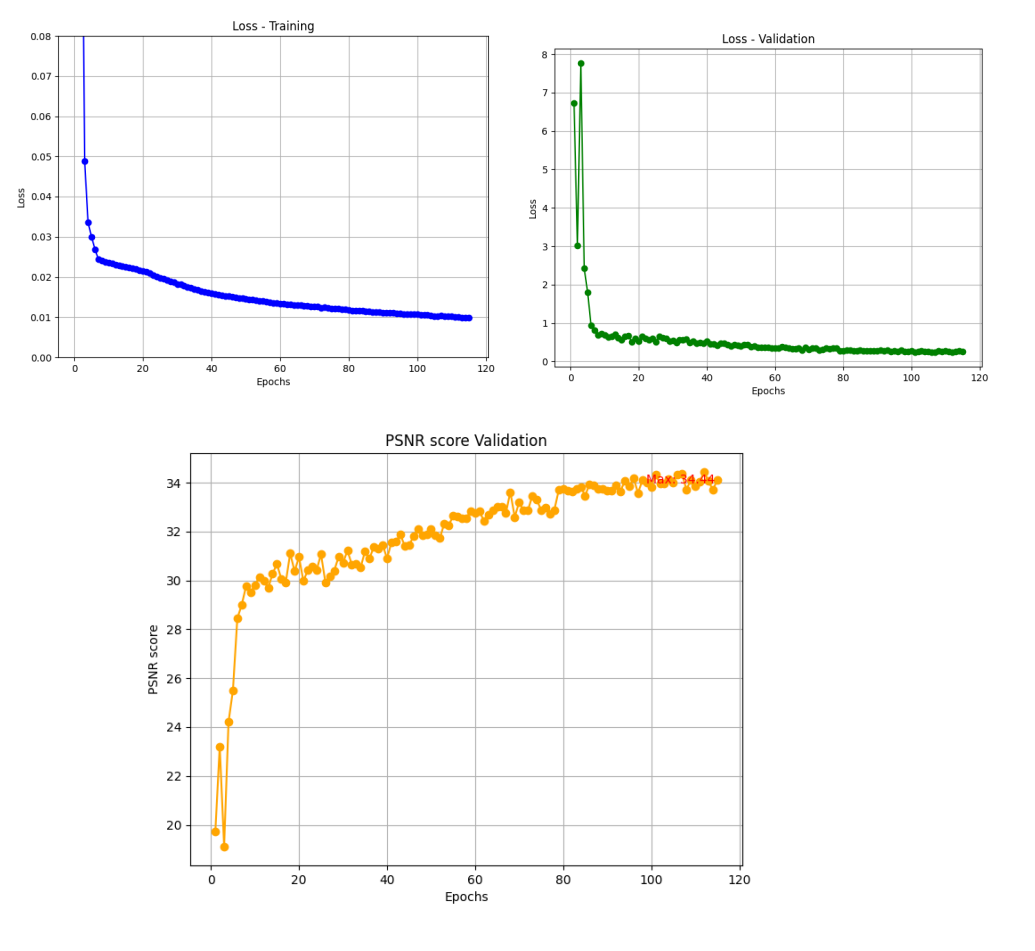 Loss - Training
0.08
0.07
0.06
0.05
0.04
0.03
0.02
0.01
0.00
Loss
0 20 40 60 80 100 120
Epochs
Loss - Validation
8
7
6
5
4
3
2
1
0
Loss
0 20 40 60 80 100 120
Epochs
PSNR score Validation
34
32
30
28
26
24
22
20
PSNR score
Max: 34.44
0 20 40 60 80 100 120
Epochs